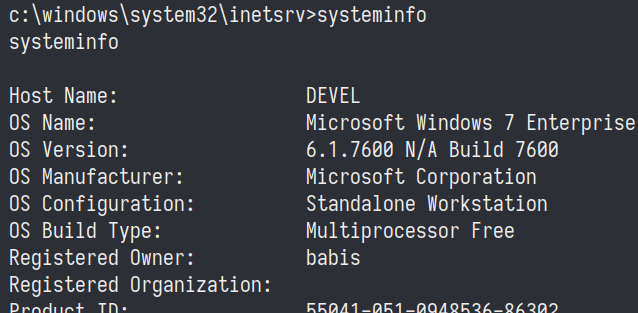 c:\windows\system32\inetsrv>systeminfo
systeminfo
Host Name: DEVEL
OS Name: Microsoft Windows 7 Enterprise
OS Version: 6.1.7600 N/A Build 7600
OS Manufacturer: Microsoft Corporation
OS Configuration: Standalone Workstation
OS Build Type: Multiprocessor Free
Registered Owner: babis
Registered Organization:
Product ID: 55041-051-0948536-86302